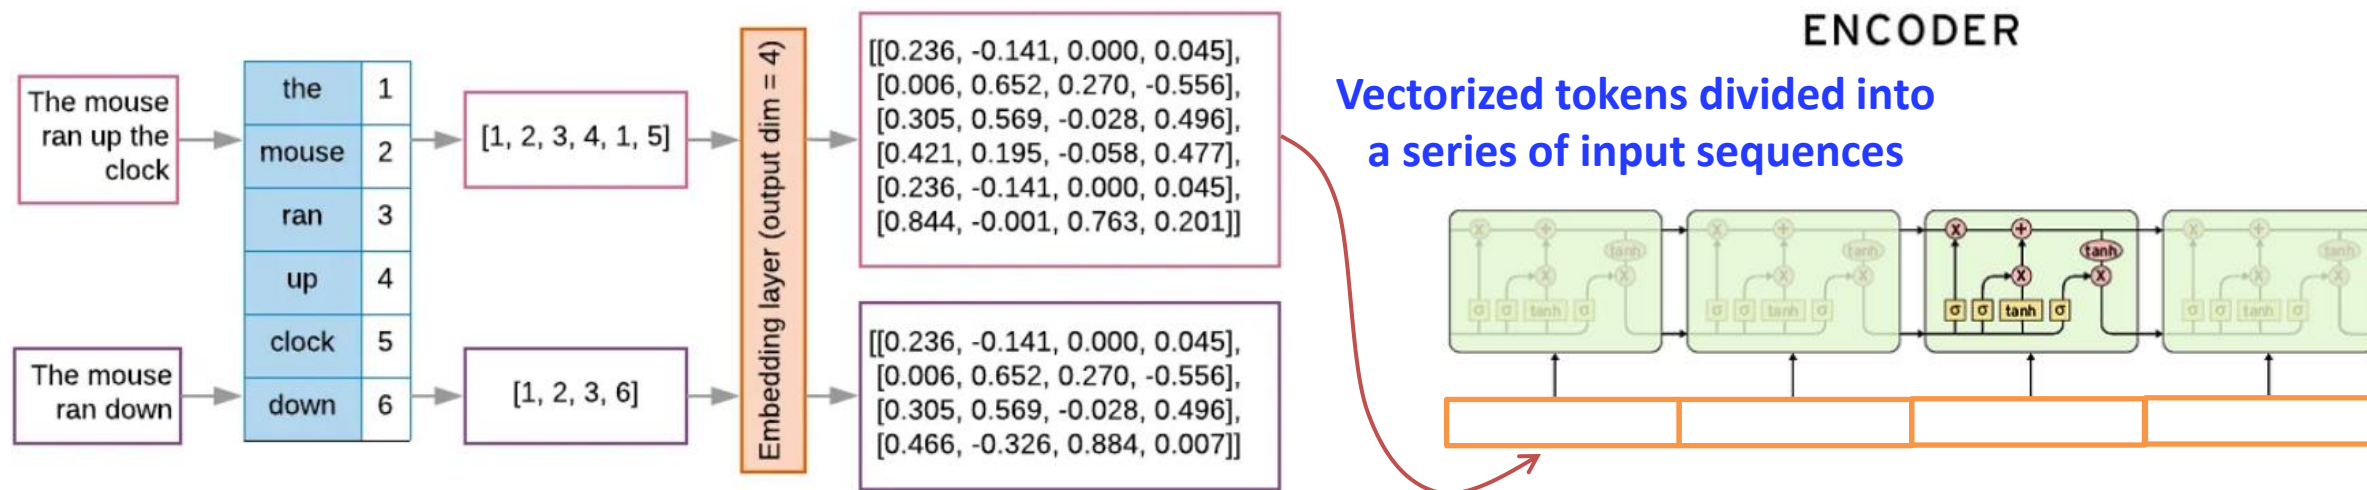 The mouse
ran up the
clock
The mouse
ran down
the 1
mouse 2
ran 3
up 4
clock 5
down 6
[1, 2, 3, 4, 1, 5]
[1, 2, 3, 6]
Embedding layer (output dim = 4)
[[0.236, -0.141, 0.000, 0.045],
[0.006, 0.652, 0.270, -0.556],
[0.305, 0.569, -0.028, 0.496],
[0.421, 0.195, -0.058, 0.477],
[0.236, -0.141, 0.000, 0.045],
[0.844, -0.001, 0.763, 0.201]]
[[0.236, -0.141, 0.000, 0.045],
[0.006, 0.652, 0.270, -0.556],
[0.305, 0.569, -0.028, 0.496],
[0.466, -0.326, 0.884, 0.007]]
ENCODER
Vectorized tokens divided into
a series of input sequences
x + tanh x x
σ σ tanh σ
x + tanh x x
σ σ tanh σ
x + tanh x x
σ σ tanh σ
x + tanh x x
σ σ tanh σ